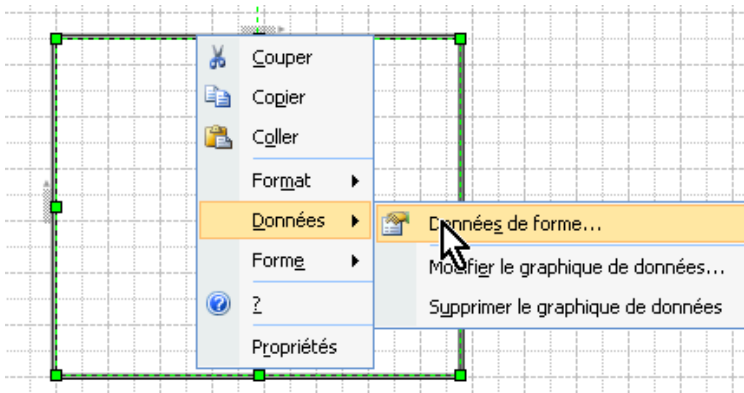 Couper
Copier
Coller
Format
Données
Forme
?
Propriétés
Données de forme...
Modifier le graphique de données...
Supprimer le graphique de données